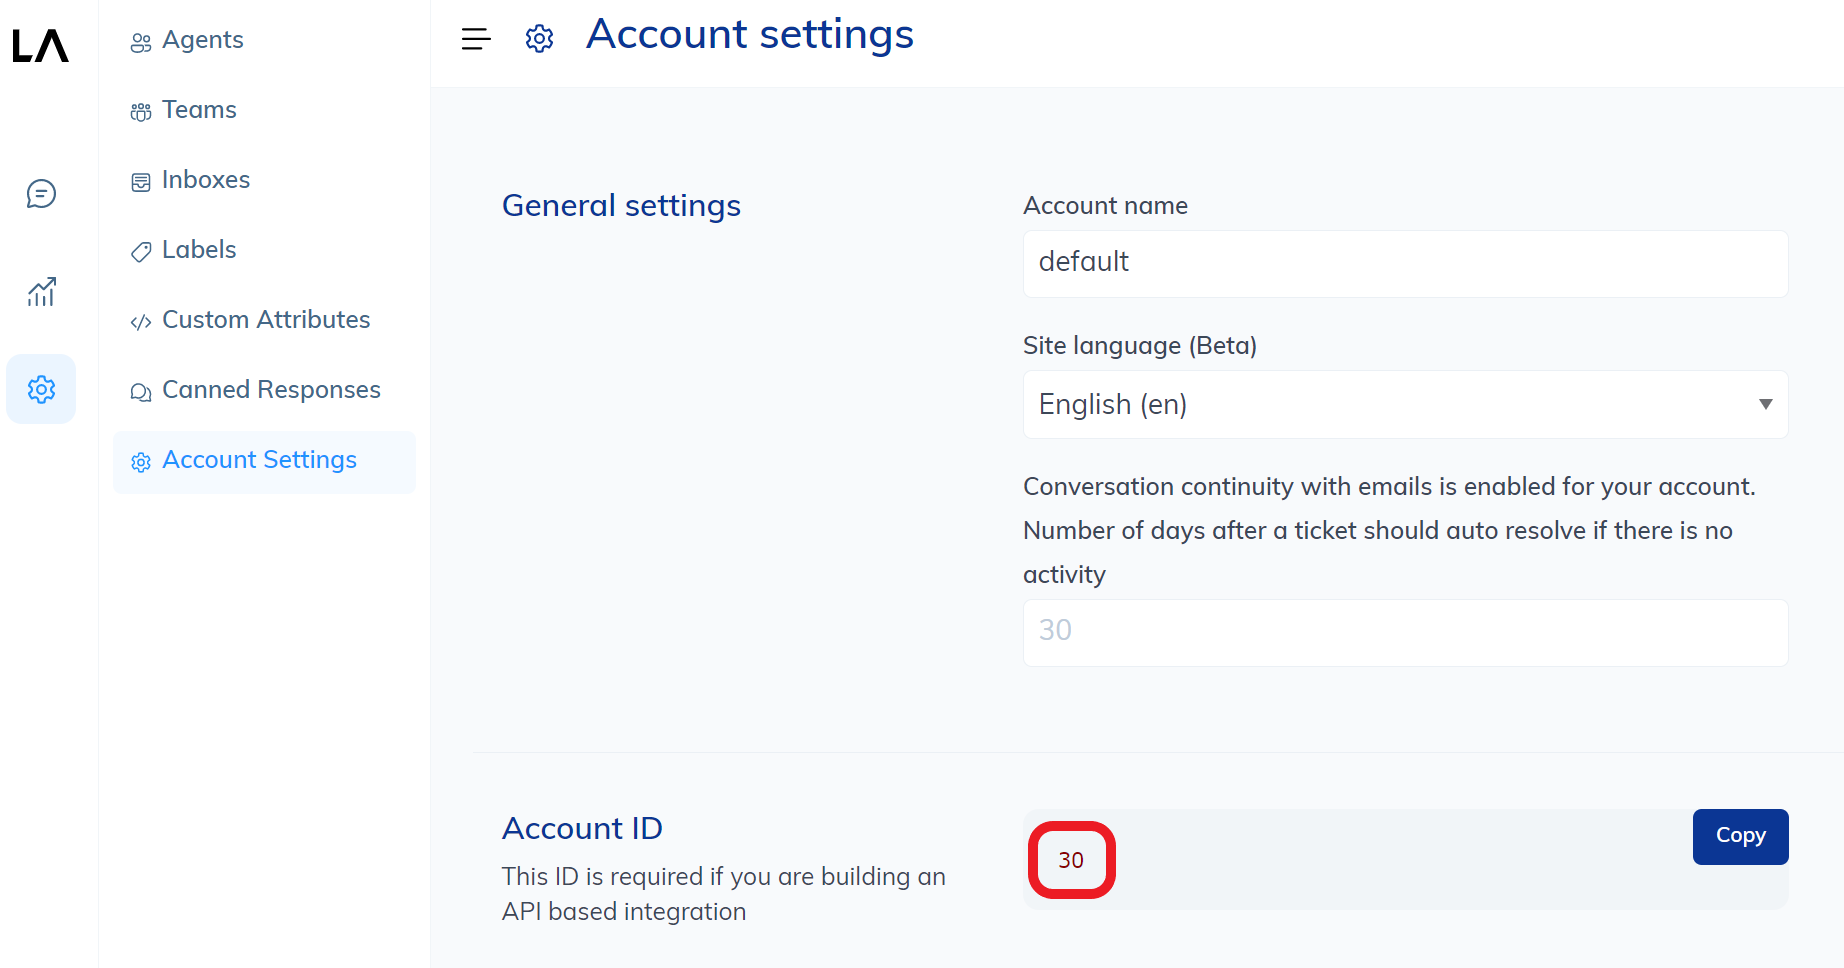 LA
Agents
Teams
Inboxes
Labels
Custom Attributes
Canned Responses
Account Settings
Account settings
General settings
Account name
default
Site language (Beta)
English (en)
Conversation continuity with emails is enabled for your account.
Number of days after a ticket should auto resolve if there is no
activity
30
Account ID
This ID is required if you are building an
API based integration
30
Copy